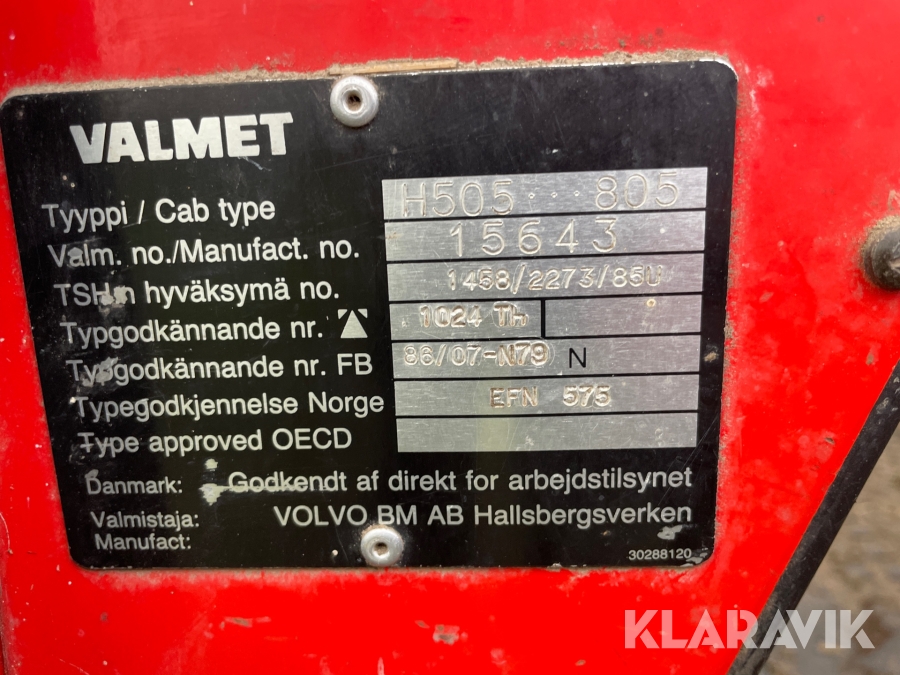 VALMET
Tyyppi / Cab type H505...805
Valm. no./Manufact. no. 15643
TSH:n hyväksymä no. 1458/2273/85U
Typgodkännande nr. 1024 Th
Typgodkännande nr. FB 86/07-N79 N
Typegodkjennelse Norge EFN 575
Type approved OECD
Danmark: Godkendt af direkt for arbejdstilsynet
Valmistaja: VOLVO BM AB Hallsbergsverken
Manufact:
30288120
KLARAVIK